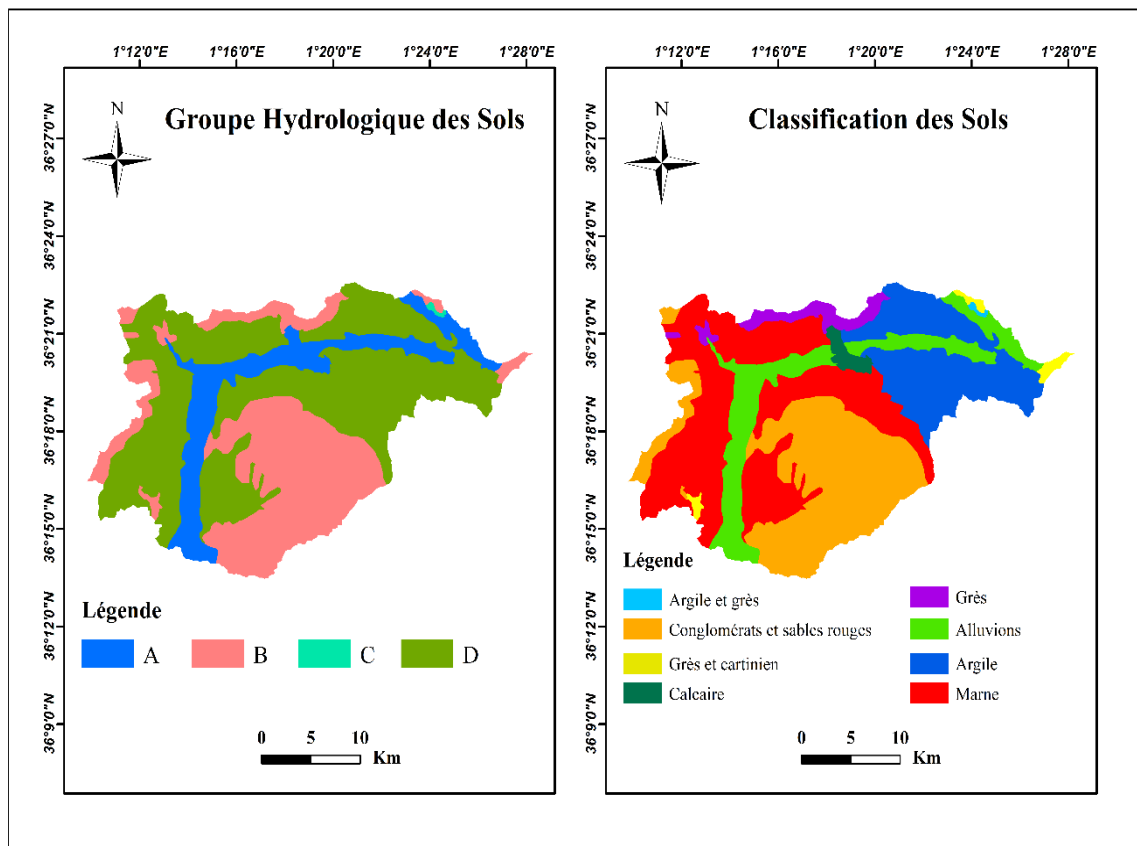 1°12'0"E 1°16'0"E 1°20'0"E 1°24'0"E 1°28'0"E
N
Groupe Hydrologique des Sols
36°27'0"N
36°24'0"N
36°21'0"N
36°18'0"N
36°15'0"N
36°12'0"N
36°9'0"N
Légende
A B C D
0 5 10
Km
1°12'0"E 1°16'0"E 1°20'0"E 1°24'0"E 1°28'0"E
N
Classification des Sols
36°27'0"N
36°24'0"N
36°21'0"N
36°18'0"N
36°15'0"N
36°12'0"N
36°9'0"N
Légende
Argile et grès
Conglomérats et sables rouges
Grès et cartinien
Calcaire
Grès
Alluvions
Argile
Marne
0 5 10
Km